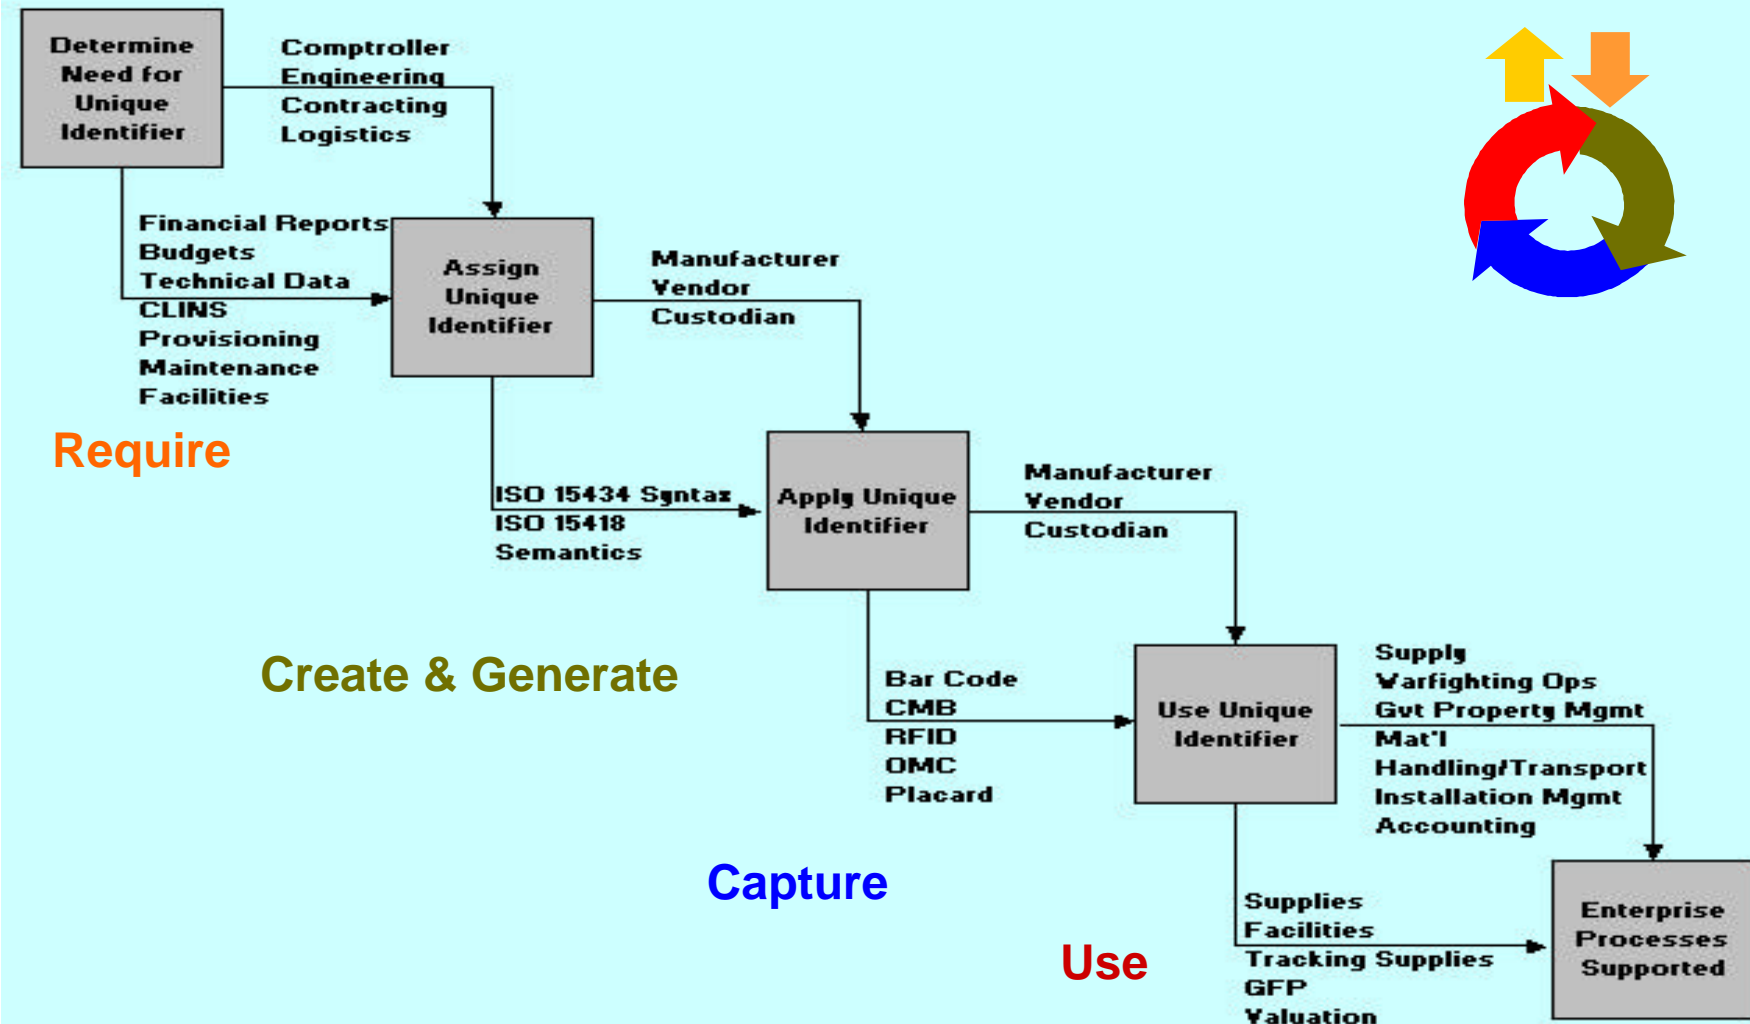 Determine
Need for
Unique
Identifier
Comptroller
Engineering
Contracting
Logistics
Financial Reports
Budgets
Technical Data
CLINS
Provisioning
Maintenance
Facilities
Assign
Unique
Identifier
Manufacturer
Vendor
Custodian
Require
ISO 15434 Syntax
ISO 15418
Semantics
Apply Unique
Identifier
Manufacturer
Vendor
Custodian
Create & Generate
Bar Code
CMB
RFID
OMC
Placard
Use Unique
Identifier
Supply
Warfighting Ops
Gvt Property Mgmt
Mat'l
Handling/Transport
Installation Mgmt
Accounting
Capture
Use
Supplies
Facilities
Tracking Supplies
GFP
Valuation
Enterprise
Processes
Supported